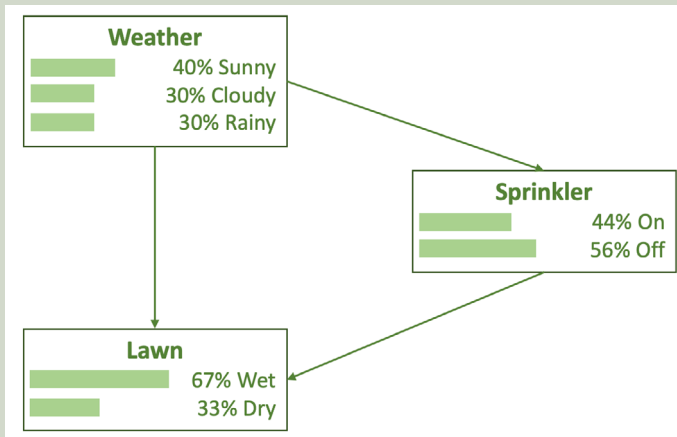 Weather
40% Sunny
30% Cloudy
30% Rainy
Sprinkler
44% On
56% Off
Lawn
67% Wet
33% Dry